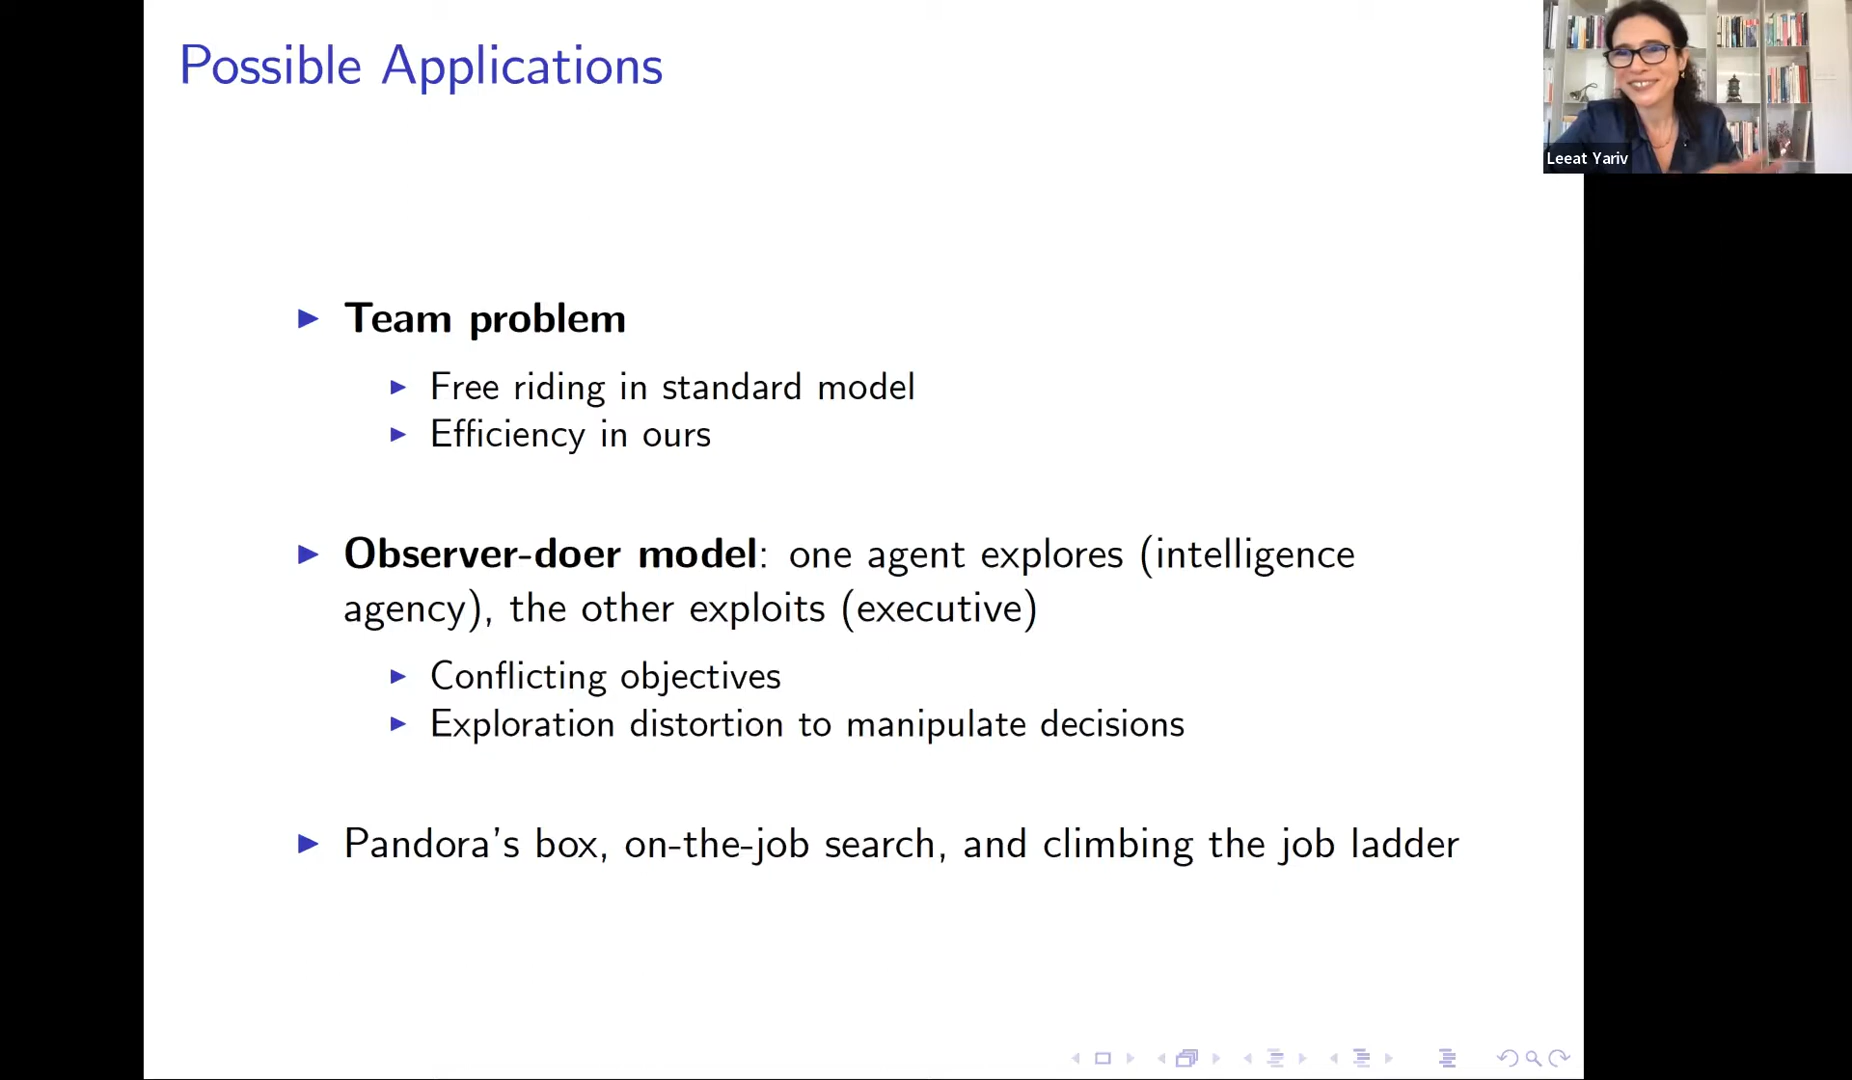 Possible Applications
Leeat Yariv
Team problem
Free riding in standard model
Efficiency in ours
Observer-doer model: one agent explores (intelligence
agency), the other exploits (executive)
Conflicting objectives
Exploration distortion to manipulate decisions
Pandora's box, on-the-job search, and climbing the job ladder